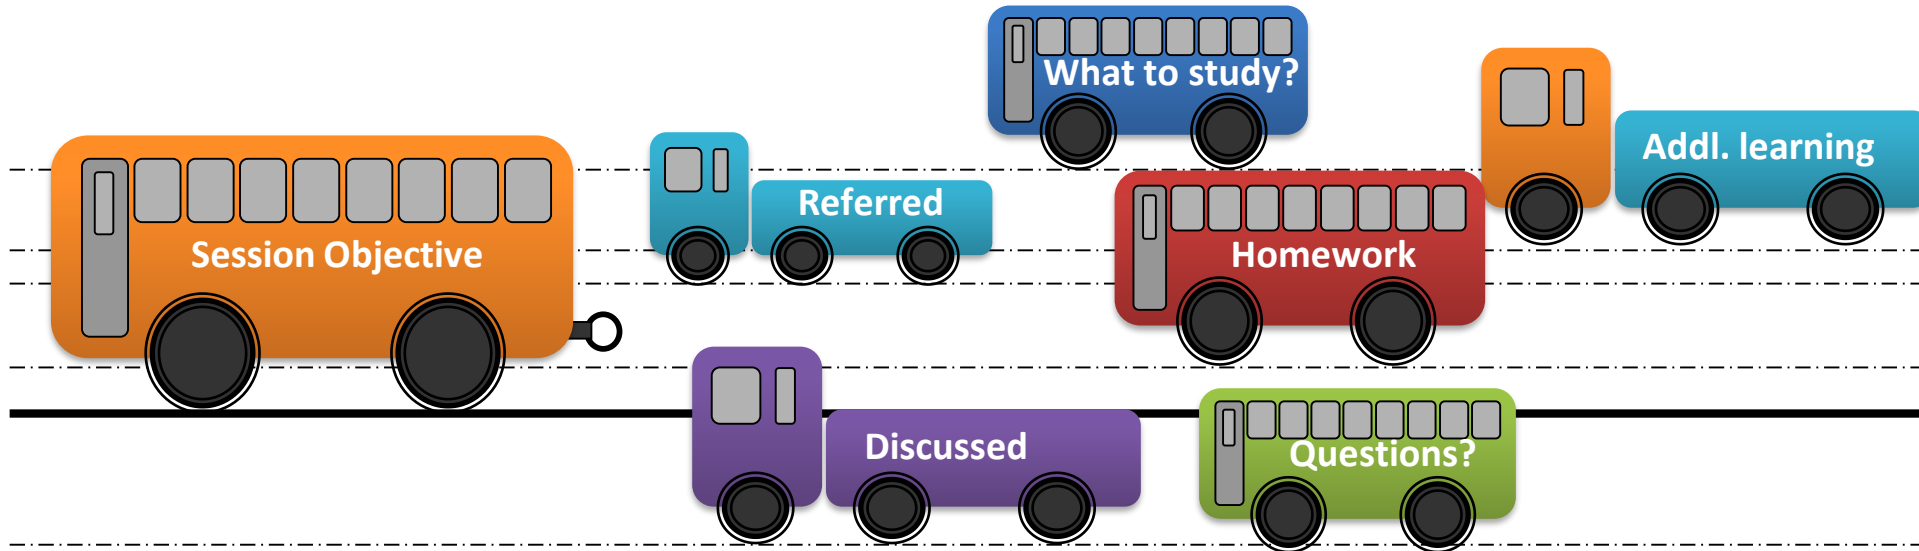 What to study?
Addl. learning
Referred
Session Objective
Homework
Discussed
Questions?